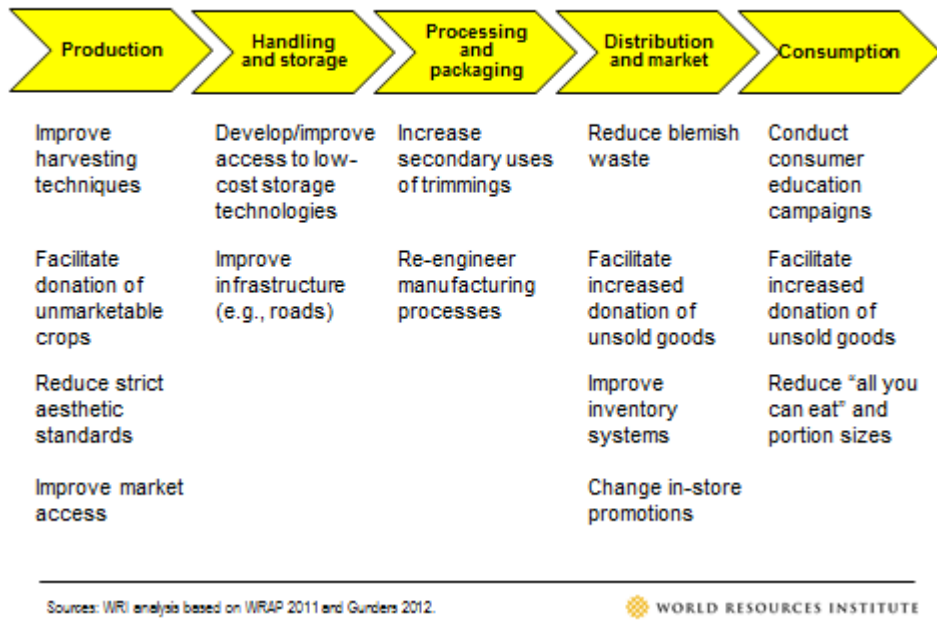 Production
Handling
and storage
Processing
and
packaging
Distribution
and market
Consumption
Improve
harvesting
techniques
Facilitate
donation of
unmarketable
crops
Reduce strict
aesthetic
standards
Improve market
access
Develop/improve
access to low-
cost storage
technologies
Improve
infrastructure
(e.g., roads)
Increase
secondary uses
of trimmings
Re-engineer
manufacturing
processes
Reduce blemish
waste
Facilitate
increased
donation of
unsold goods
Improve
inventory
systems
Change in-store
promotions
Conduct
consumer
education
campaigns
Facilitate
increased
donation of
unsold goods
Reduce “all you
can eat” and
portion sizes
Sources: WRI analysis based on WRAP 2011 and Gunders 2012.
WORLD RESOURCES INSTITUTE